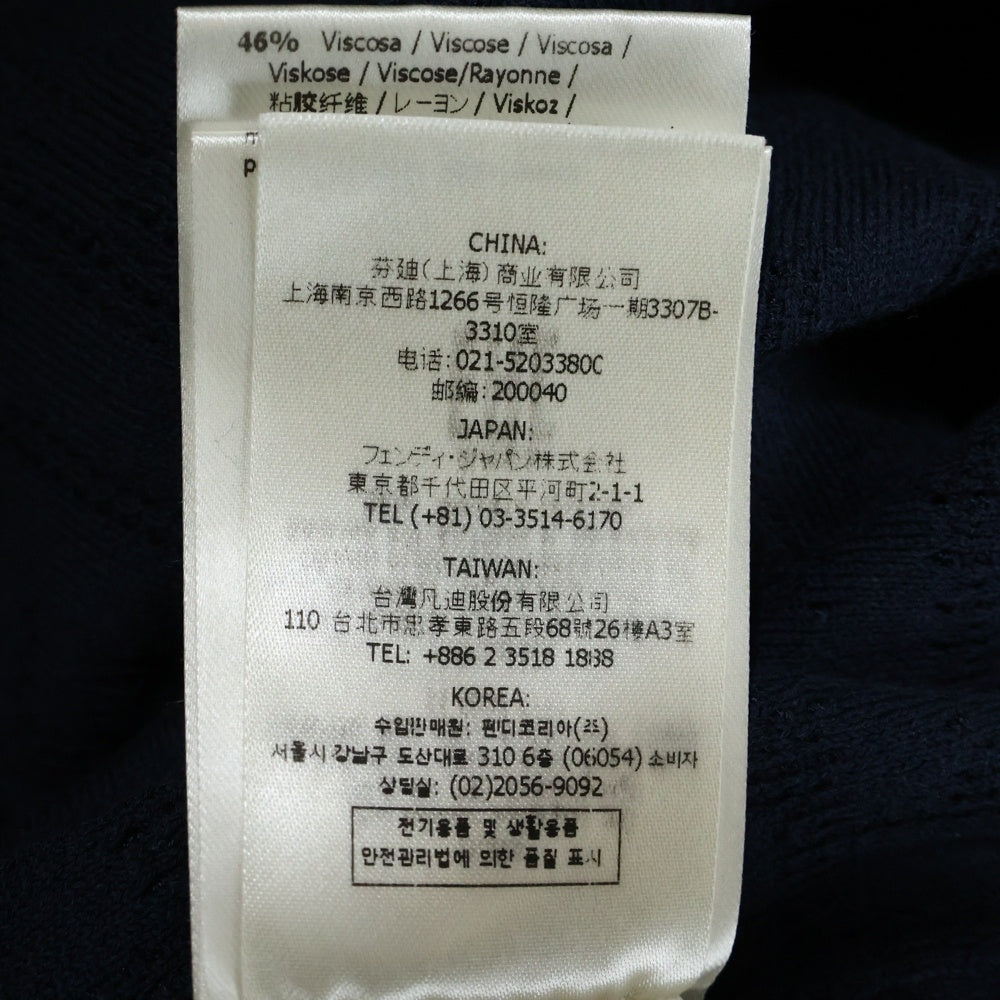 46% Viscosa / Viscose / Viscosa /
Viskose / Viscose/Rayonne /
粘胶纤维 / レーヨン / Viskoz /
p
CHINA:
芬迪(上海)商业有限公司
上海南京西路1266号恒隆广场一期3307B-
3310室
电话: 021-52033800
邮编: 200040
JAPAN:
フェンディ・ジャパン株式会社
東京都千代田区平河町2-1-1
TEL (+81) 03-3514-6170
TAIWAN:
台灣凡迪股份有限公司
110 台北市忠孝東路五段68號26樓A3室
TEL: +886 2 3518 1888
KOREA:
수입판매원: 펜디코리아(주)
서울시 강남구 도산대로 310 6층 (06054) 소비자
상담실: (02)2056-9092
전기용품 및 생활용품
안전관리법에 의한 품질 표시